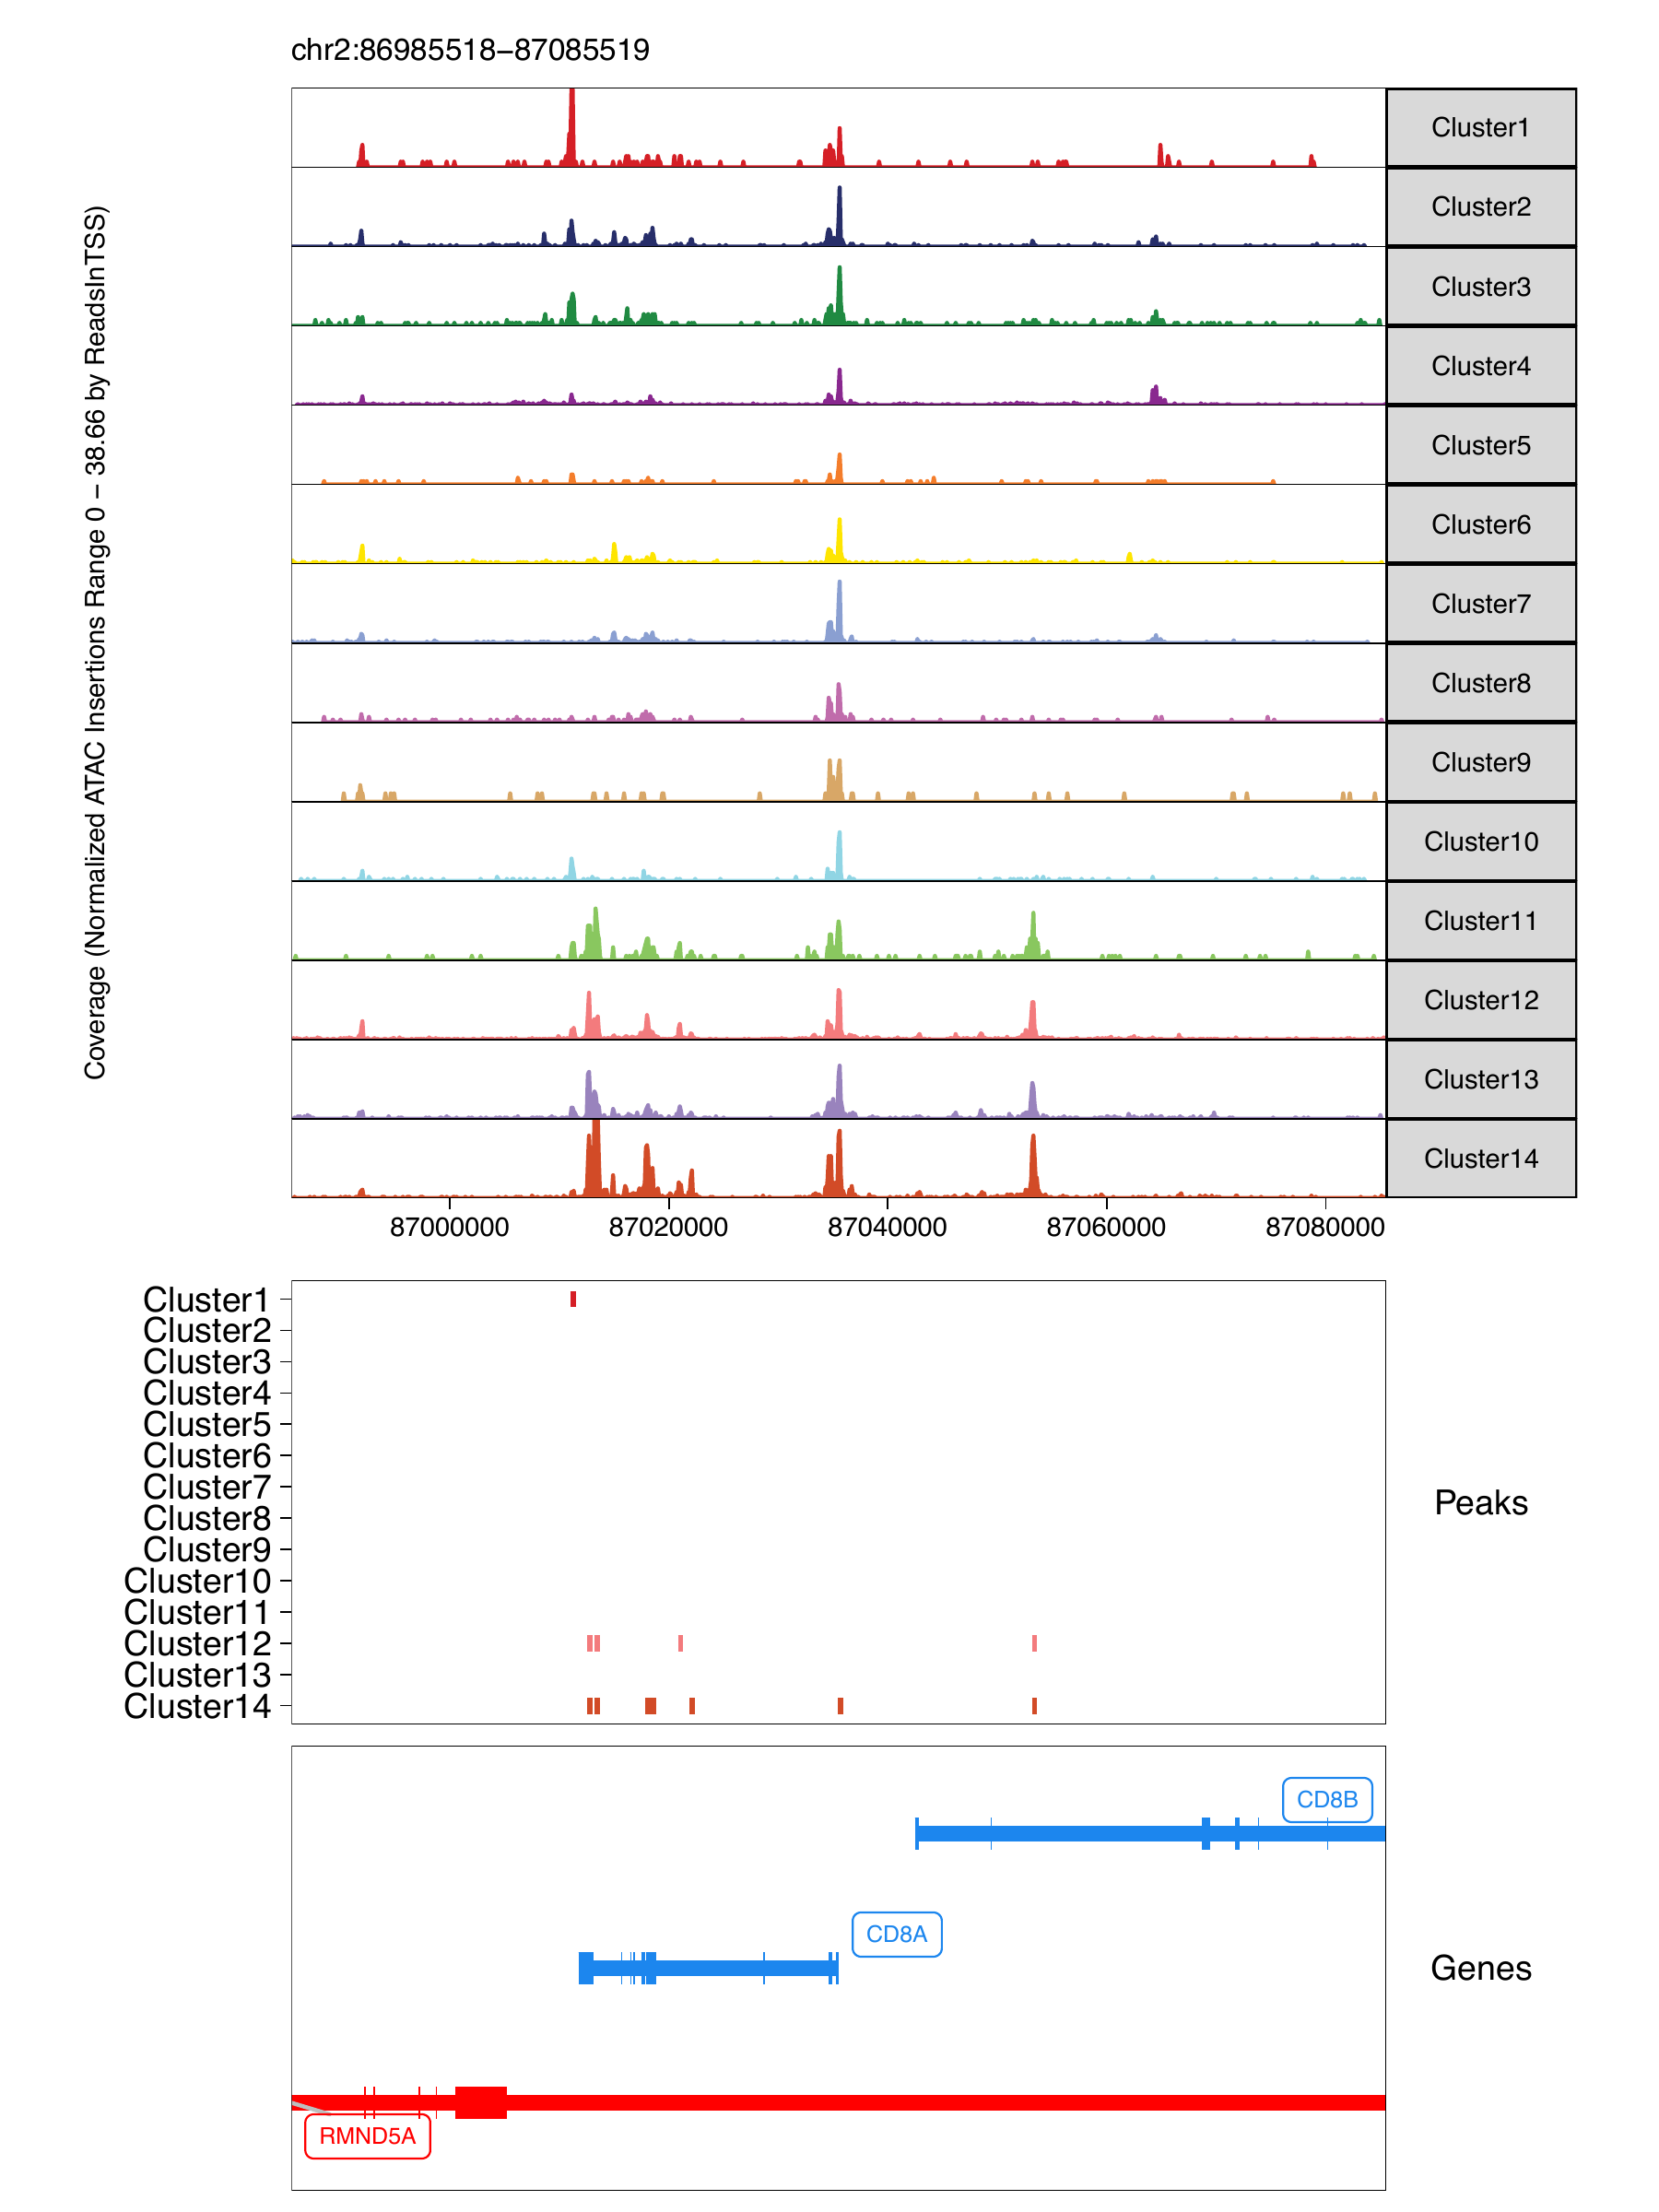 chr2:86985518−87085519
Coverage (Normalized ATAC Insertions Range 0 − 38.66 by ReadsInTSS)
Cluster1
Cluster2
Cluster3
Cluster4
Cluster5
Cluster6
Cluster7
Cluster8
Cluster9
Cluster10
Cluster11
Cluster12
Cluster13
Cluster14
87000000 87020000 87040000 87060000 87080000
Cluster1
Cluster2
Cluster3
Cluster4
Cluster5
Cluster6
Cluster7
Cluster8
Cluster9
Cluster10
Cluster11
Cluster12
Cluster13
Cluster14
Peaks
CD8B
CD8A
Genes
RMND5A